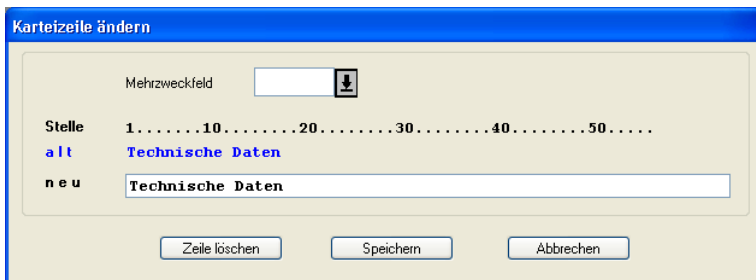 Karteizeile ändern
Mehrzweckfeld
Stelle 1.......10........20........30........40........50.....
alt Technische Daten
neu Technische Daten
Zeile löschen Speichern Abbrechen